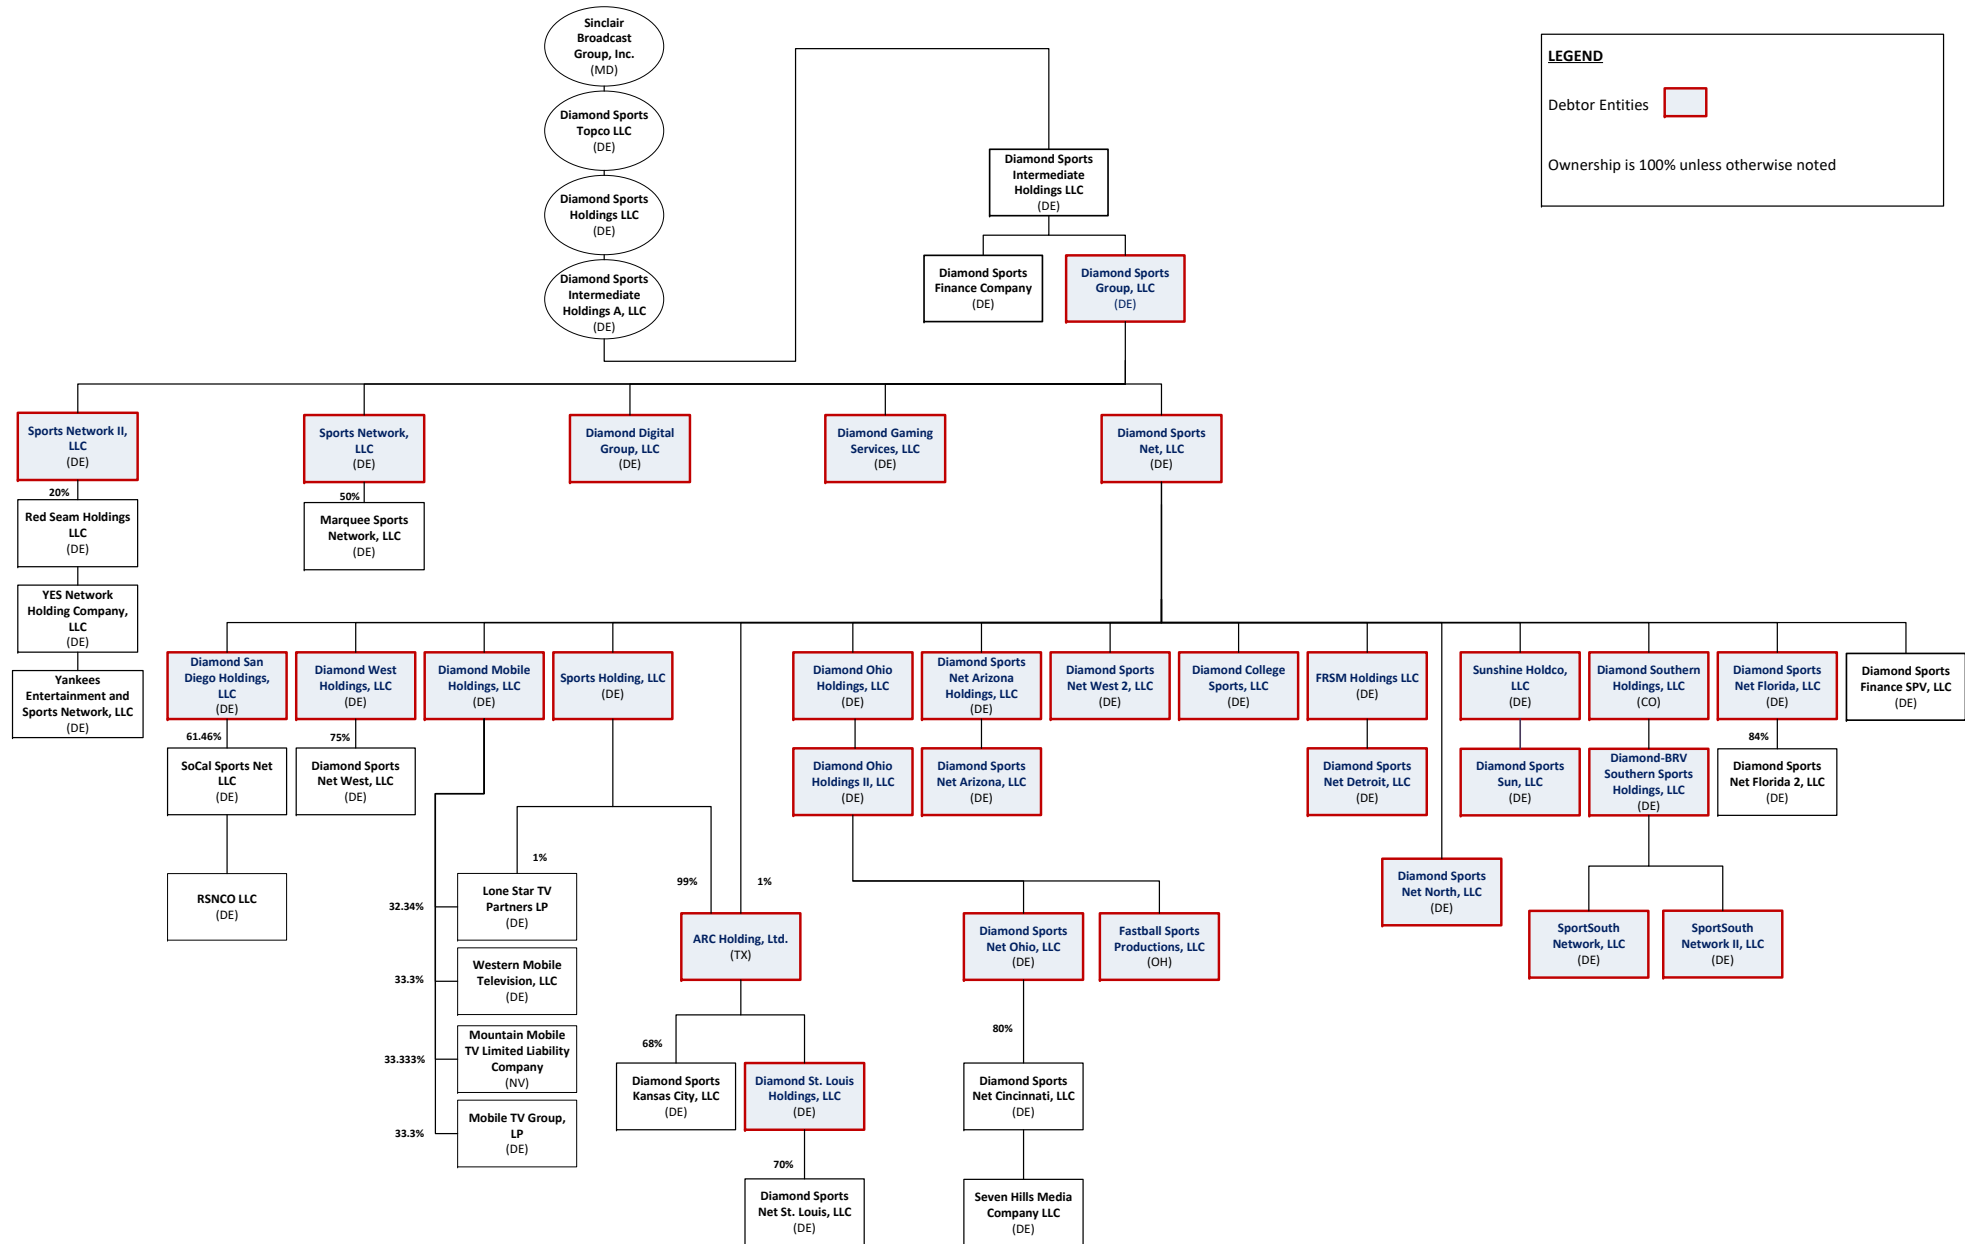 Sinclair
Broadcast
Group, Inc.
(MD)
Diamond Sports
Topco LLC
(DE)
Diamond Sports
Holdings LLC
(DE)
Diamond Sports
Intermediate
Holdings A, LLC
(DE)
Diamond Sports
Intermediate
Holdings LLC
(DE)
LEGEND
Debtor Entities
Ownership is 100% unless otherwise noted
Diamond Sports
Finance Company
(DE)
Diamond Sports
Group, LLC
(DE)
Sports Network II,
LLC
(DE)
Sports Network,
LLC
(DE)
Diamond Digital
Group, LLC
(DE)
Diamond Gaming
Services, LLC
(DE)
Diamond Sports
Net, LLC
(DE)
20%
Red Seam Holdings
LLC
(DE)
50%
Marquee Sports
Network, LLC
(DE)
YES Network
Holding Company,
LLC
(DE)
Yankees
Entertainment and
Sports Network, LLC
(DE)
Diamond San
Diego Holdings,
LLC
(DE)
Diamond West
Holdings, LLC
(DE)
Diamond Mobile
Holdings, LLC
(DE)
Sports Holding, LLC
(DE)
Diamond Ohio
Holdings, LLC
(DE)
Diamond Sports
Net Arizona
Holdings, LLC
(DE)
Diamond Sports
Net West 2, LLC
(DE)
Diamond College
Sports, LLC
(DE)
FRSM Holdings LLC
(DE)
Sunshine Holdco,
LLC
(DE)
Diamond Southern
Holdings, LLC
(CO)
Diamond Sports
Net Florida, LLC
(DE)
Diamond Sports
Finance SPV, LLC
(DE)
61.46%
SoCal Sports Net
LLC
(DE)
75%
Diamond Sports
Net West, LLC
(DE)
Diamond Ohio
Holdings II, LLC
(DE)
Diamond Sports
Net Arizona, LLC
(DE)
Diamond Sports
Net Detroit, LLC
(DE)
Diamond Sports
Sun, LLC
(DE)
Diamond-BRV
Southern Sports
Holdings, LLC
(DE)
84%
Diamond Sports
Net Florida 2, LLC
(DE)
RSNCO LLC
(DE)
1%
99%
1%
32.34%
Lone Star TV
Partners LP
(DE)
33.3%
Western Mobile
Television, LLC
(DE)
33.333%
Mountain Mobile
TV Limited Liability
Company
(NV)
33.3%
Mobile TV Group,
LP
(DE)
ARC Holding, Ltd.
(TX)
Diamond Sports
Net Ohio, LLC
(DE)
Fastball Sports
Productions, LLC
(OH)
Diamond Sports
Net North, LLC
(DE)
SportSouth
Network, LLC
(DE)
SportSouth
Network II, LLC
(DE)
68%
Diamond Sports
Kansas City, LLC
(DE)
Diamond St. Louis
Holdings, LLC
(DE)
80%
Diamond Sports
Net Cincinnati, LLC
(DE)
70%
Diamond Sports
Net St. Louis, LLC
(DE)
Seven Hills Media
Company LLC
(DE)